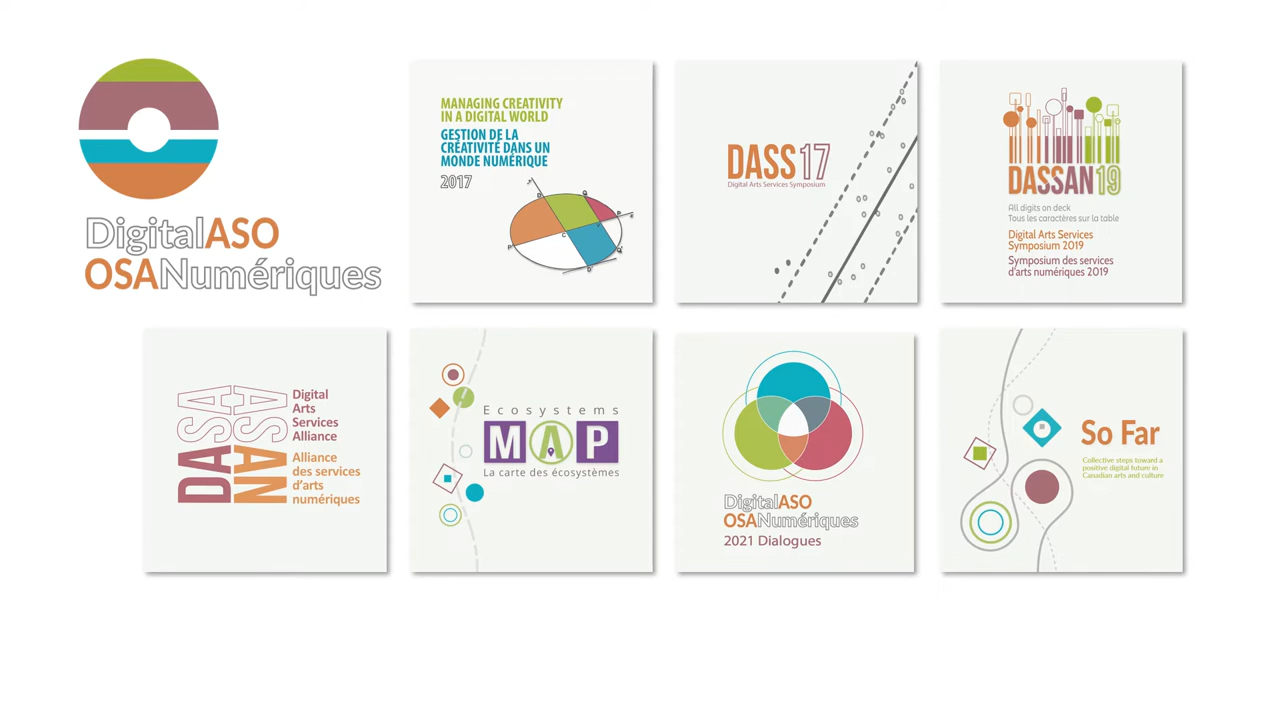 DigitalASO
OSANumériques
MANAGING CREATIVITY
IN A DIGITAL WORLD
GESTION DE LA
CRÉATIVITÉ DANS UN
MONDE NUMÉRIQUE
2017
DASS17
Digital Arts Services Symposium
DASSAN19
All digits on deck
Tous les caractères sur la table
Digital Arts Services
Symposium 2019
Symposium des services
d'arts numériques 2019
DASA
ANSA
Digital
Arts
Services
Alliance
Alliance
des services
d'arts
numériques
Ecosystems
MAP
La carte des écosystèmes
DigitalASO
OSANumériques
2021 Dialogues
So Far
Collective steps toward a
positive digital future in
Canadian arts and culture